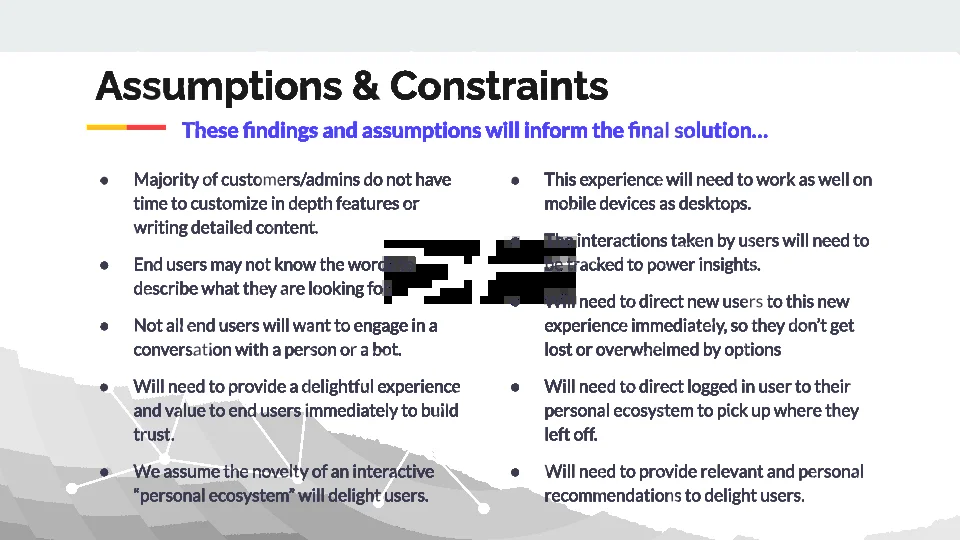 Assumptions & Constraints
These findings and assumptions will inform the final solution...
● Majority of customers/admins do not have
time to customize in depth features or
writing detailed content.
● End users may not know the
describe what they are looking
● Not all end users will want to engage in a
conversation with a person or a bot.
● Will need to provide a delightful experience
and value to end users immediately to build
trust.
● We assume the novelty of an interactive
“personal ecosystem” will delight users.
● This experience will need to work as well on
mobile devices as desktops.
● The interactions taken by users will need to
be tracked to power insights.
● Will need to direct new users to this new
experience immediately, so they don’t get
lost or overwhelmed by options
● Will need to direct logged in user to their
personal ecosystem to pick up where they
left off.
● Will need to provide relevant and personal
recommendations to delight users.